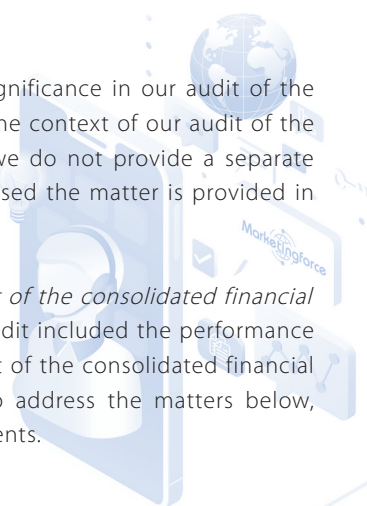 gnificance in our audit of the
he context of our audit of the
we do not provide a separate
sed the matter is provided in
Marketingforce
of the consolidated financial
dit included the performance
t of the consolidated financial
o address the matters below,
ents.